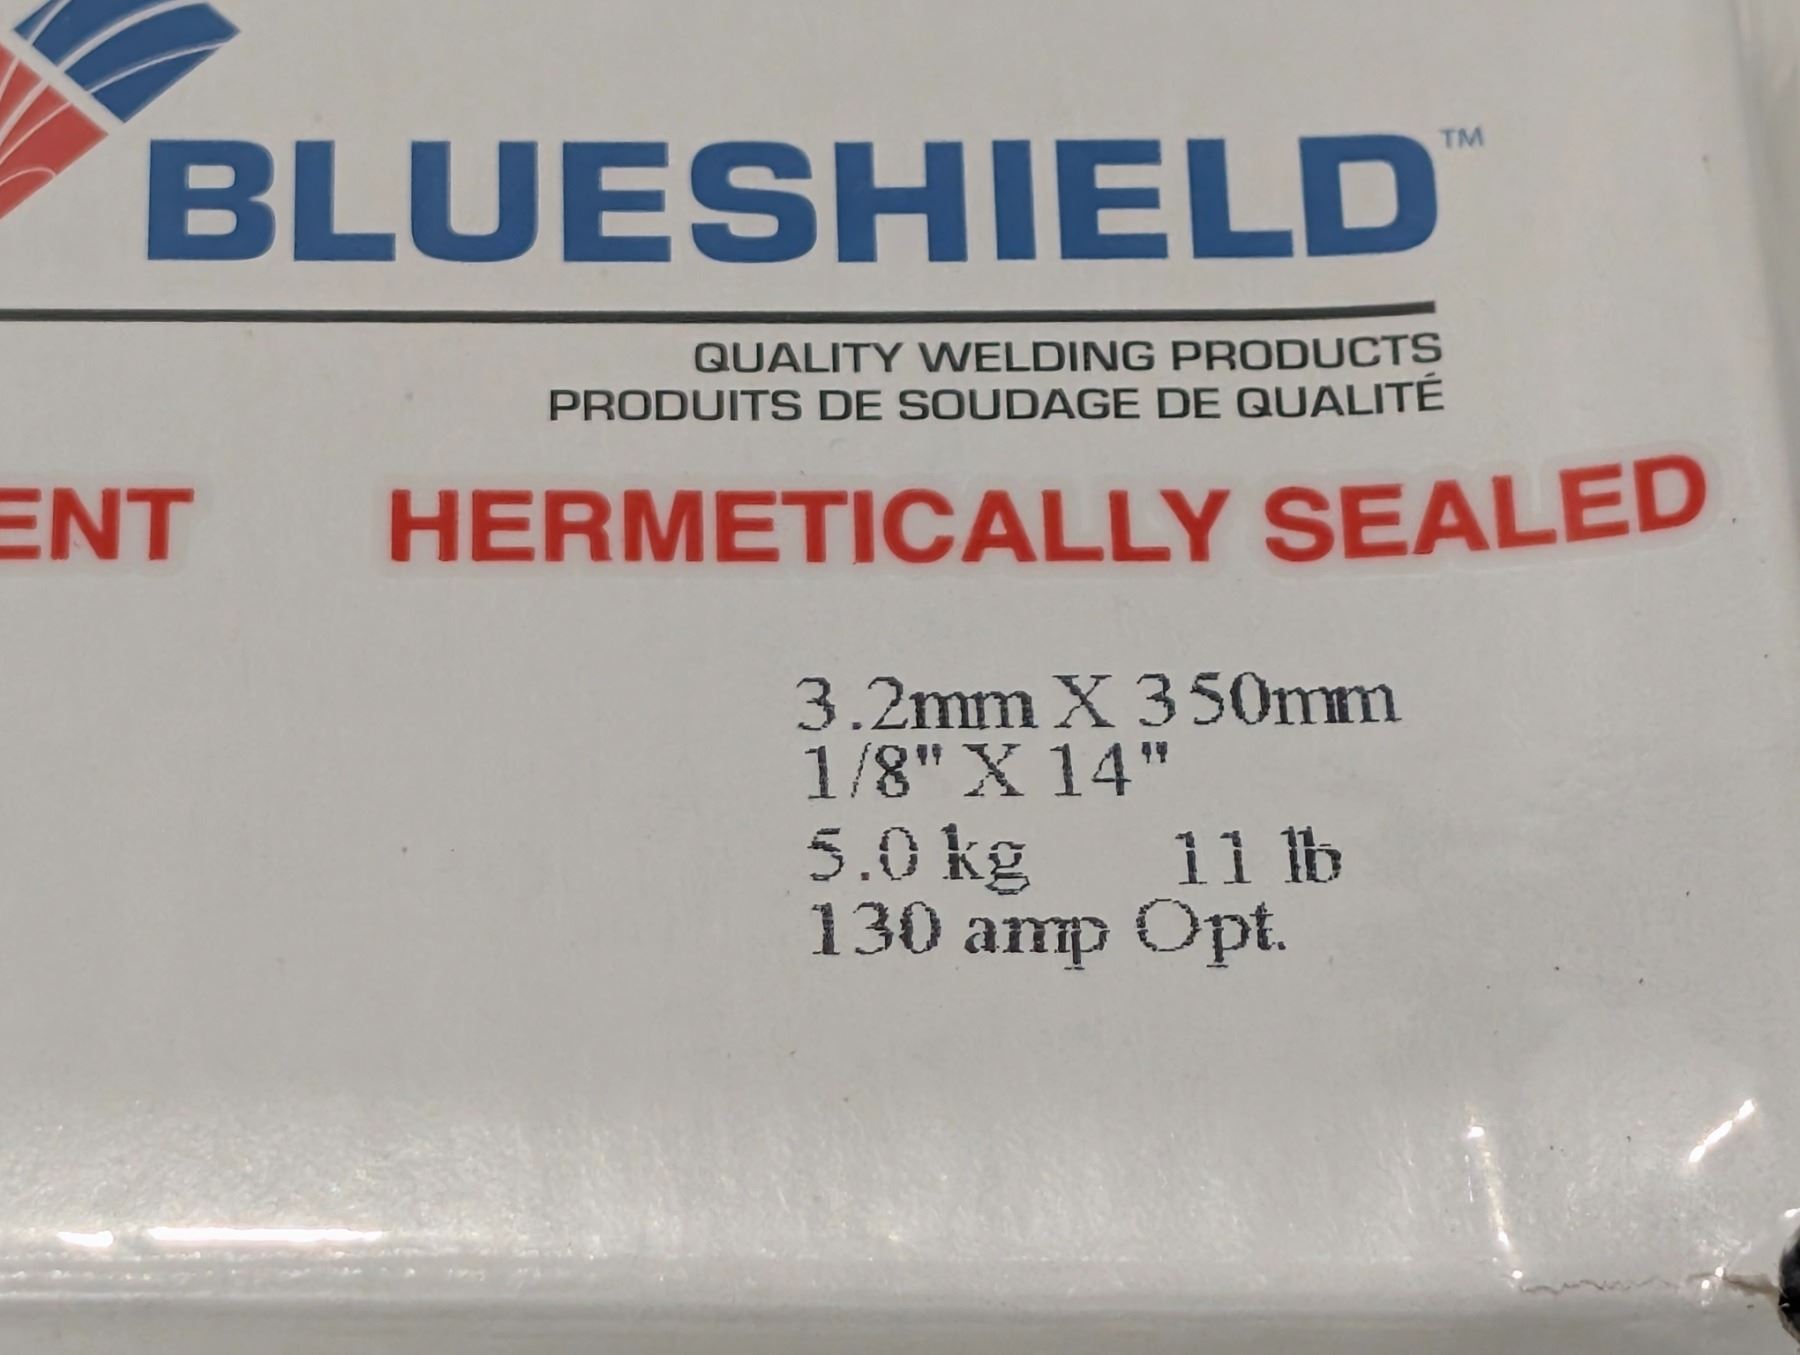 BLUESHIELD™
QUALITY WELDING PRODUCTS
PRODUITS DE SOUDAGE DE QUALITÉ
ENT HERMETICALLY SEALED
3.2mm X 350mm
1/8" X 14"
5.0 kg 11 lb
130 amp Opt.